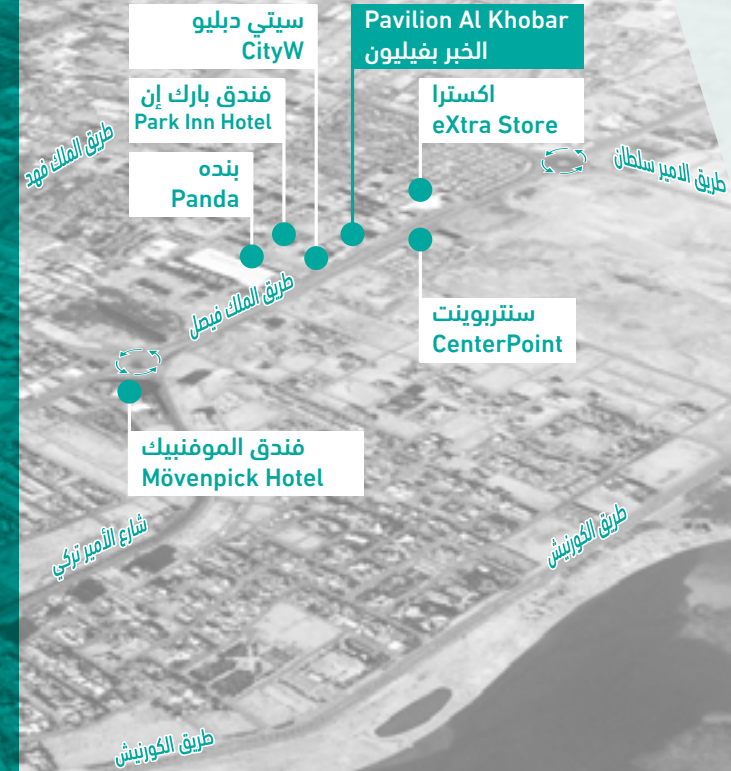 سيتي دبليو
CityW
Pavilion Al Khobar
الخبر بفيليون
فندق بارك إن
Park Inn Hotel
اكسترا
eXtra Store
طريق الملك فهد
طريق الامير سلطان
بنده
Panda
طريق الملك فيصل
سنتربوينت
CenterPoint
فندق الموفنبيك
Mövenpick Hotel
شارع الأمير تركي
طريق الكورنيش
طريق الكورنيش